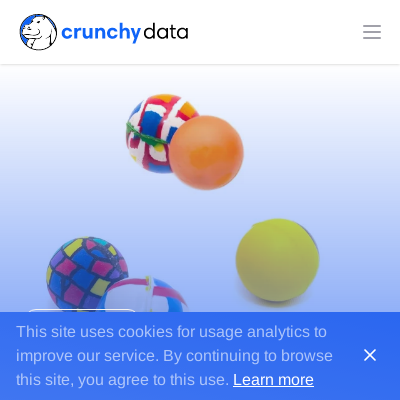 crunchydata
This site uses cookies for usage analytics to
improve our service. By continuing to browse
this site, you agree to this use. Learn more